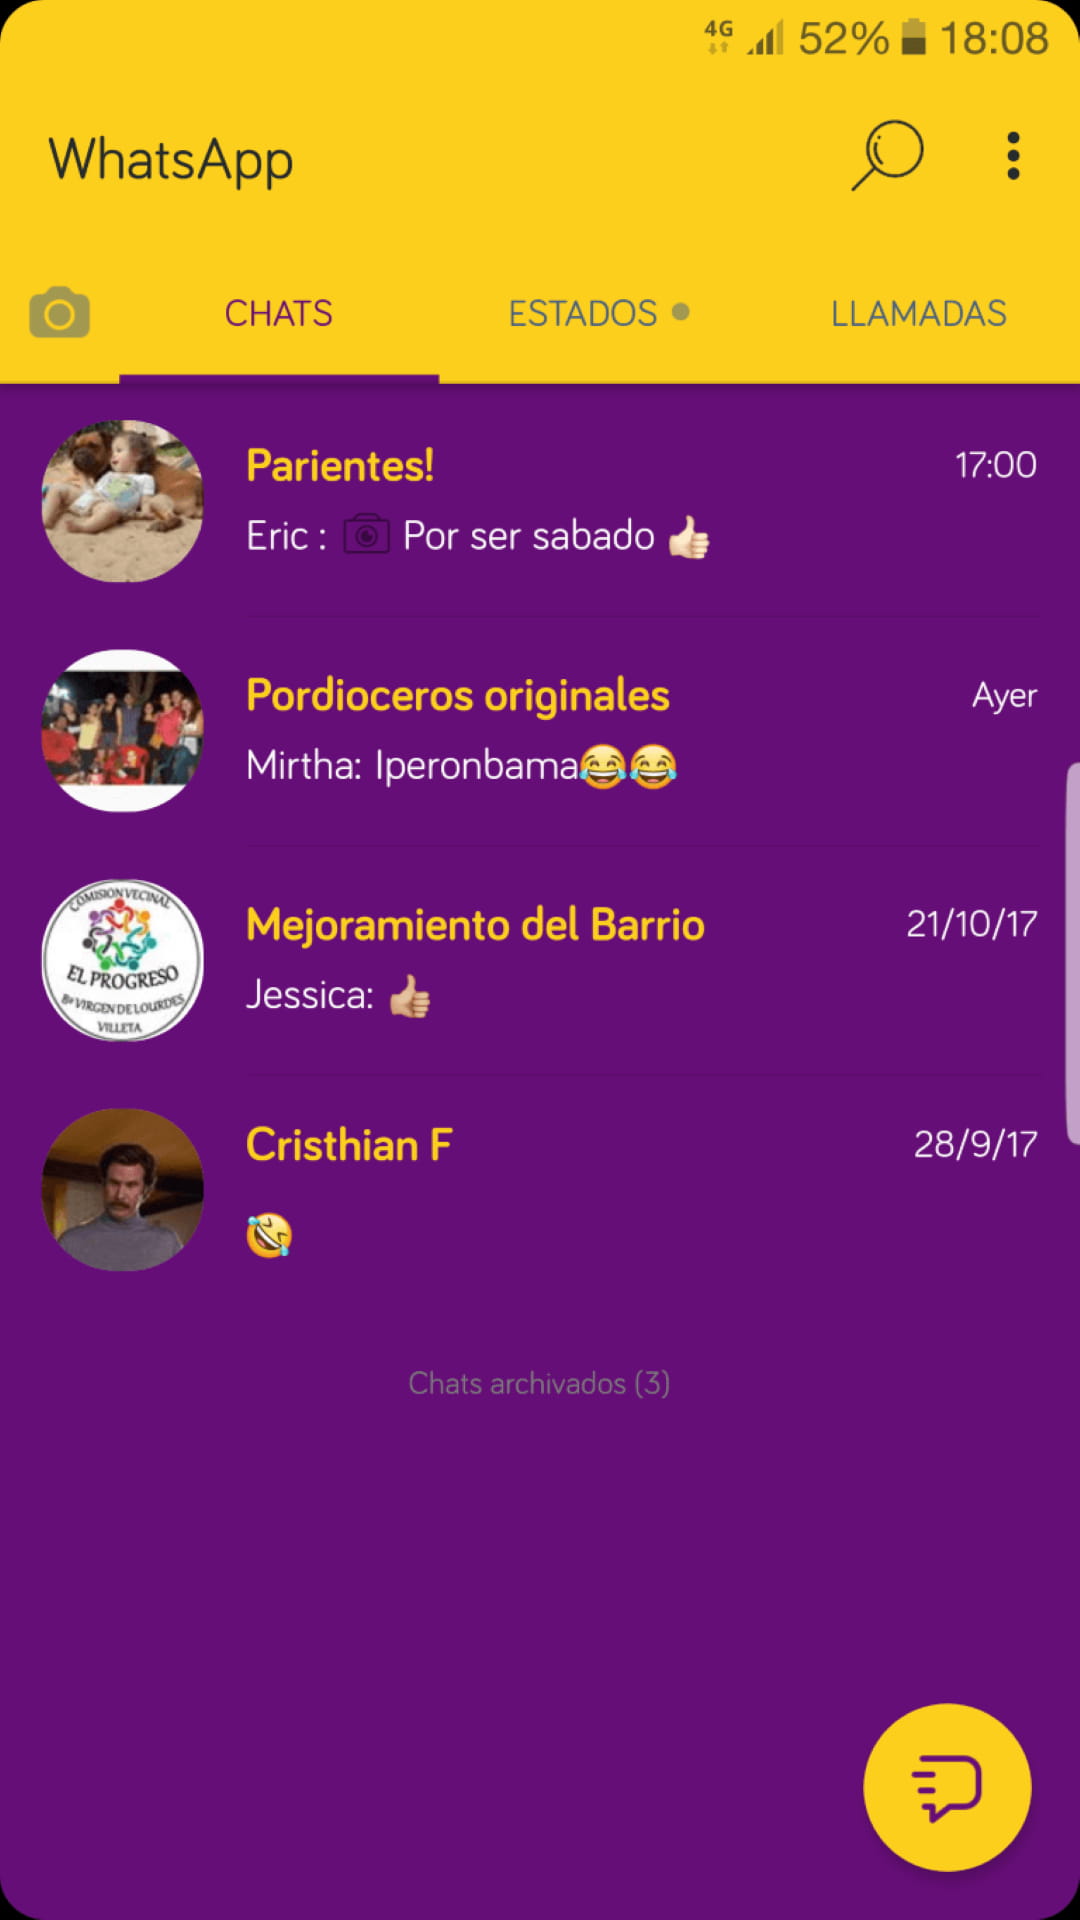 4G 52% 18:08
WhatsApp
CHATS ESTADOS LLAMADAS
Parientes! 17:00
Eric : Por ser sabado 👍🏻
Pordioceros originales Ayer
Mirtha: Iperonbama😂😂
COMISION VECINAL
EL PROGRESO
Bº VIRGEN DE LOURDES
VILLETA
Mejoramiento del Barrio 21/10/17
Jessica: 👍🏼
Cristhian F 28/9/17
🤣
Chats archivados (3)